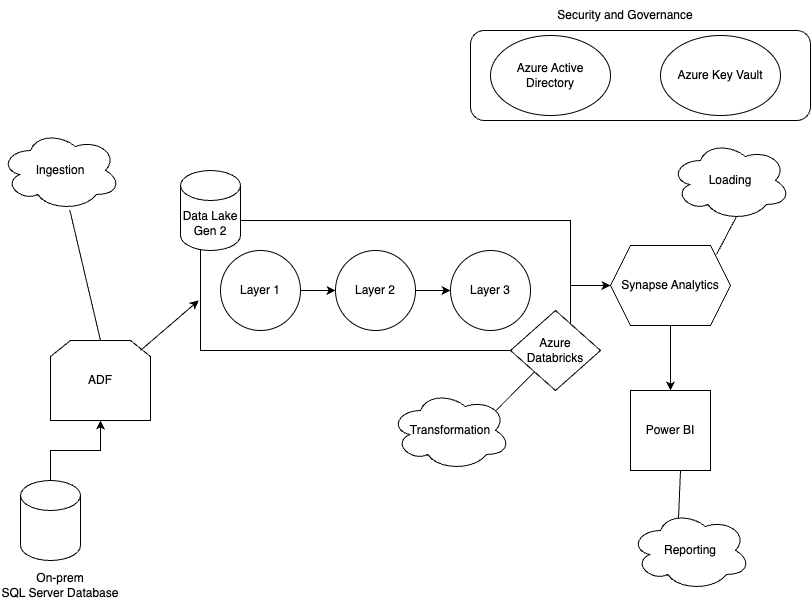 Security and Governance
Azure Active
Directory
Azure Key Vault
Ingestion
Loading
Data Lake
Gen 2
Layer 1
Layer 2
Layer 3
Synapse Analytics
Azure
Databricks
ADF
Transformation
Power BI
Reporting
On-prem
SQL Server Database